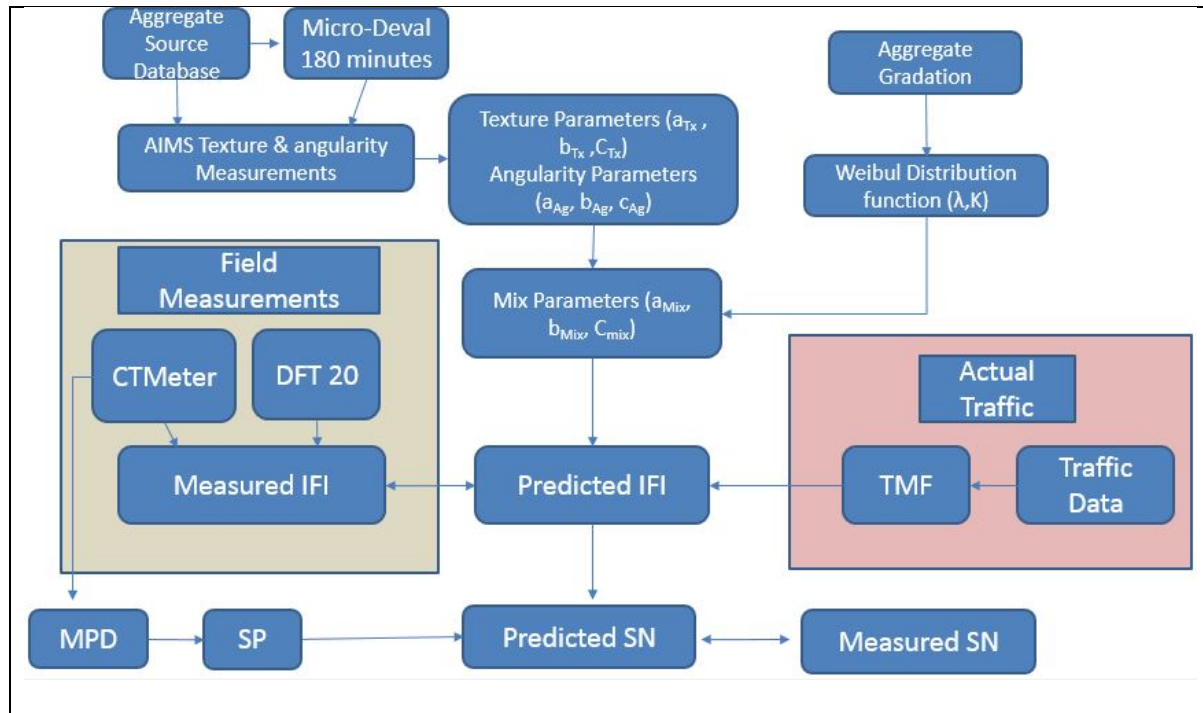 Aggregate
Source
Database
Micro-Deval
180 minutes
Aggregate
Gradation
AIMS Texture & angularity
Measurements
Texture Parameters (aTx ,
bTx ,CTx)
Angularity Parameters
(aAg, bAg, cAg)
Weibul Distribution
function (λ,K)
Field
Measurements
Mix Parameters (aMix,
bMix, Cmix)
CTMeter
DFT 20
Actual
Traffic
Measured IFI
Predicted IFI
TMF
Traffic
Data
MPD
SP
Predicted SN
Measured SN